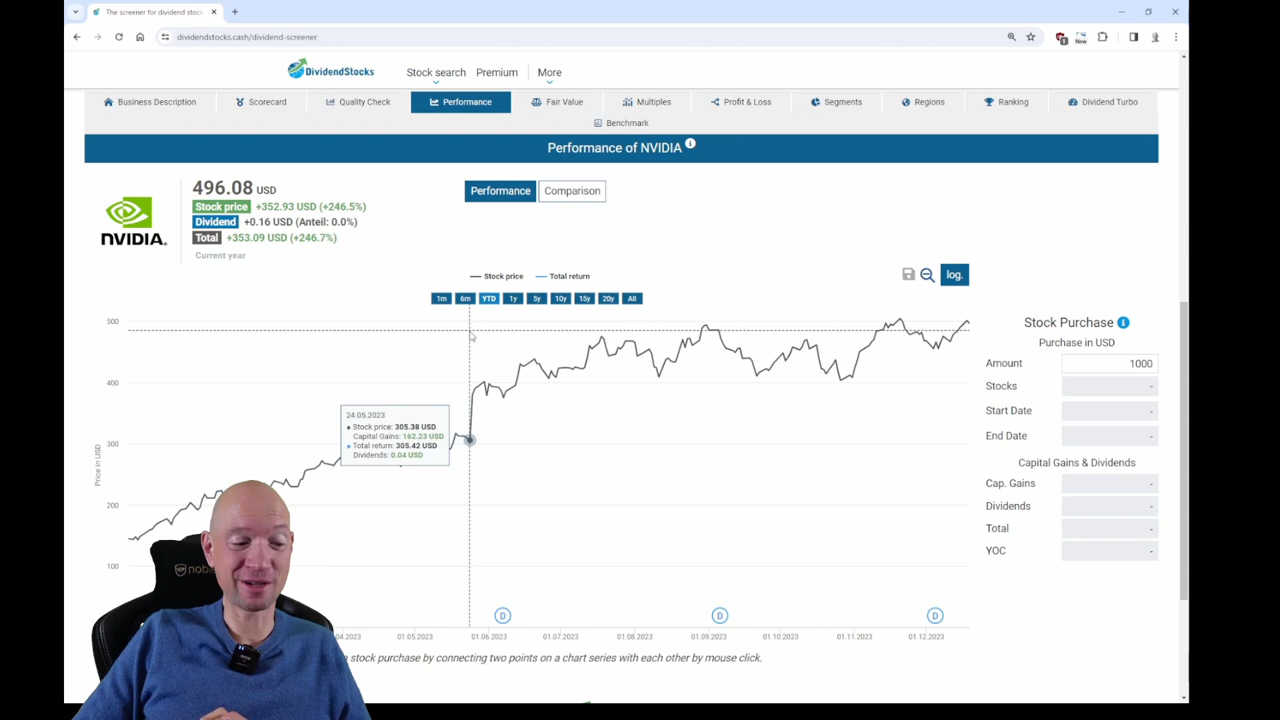 The screener for dividend stoc
dividendstocks.cash/dividend-screener
New
DividendStocks
Stock search
Premium
More
Business Description
Scorecard
Quality Check
Performance
Fair Value
Multiples
Profit & Loss
Segments
Regions
Ranking
Dividend Turbo
Benchmark
Performance of NVIDIA
496.08 USD
Stock price +352.93 USD (+246.5%)
Dividend +0.16 USD (Anteil: 0.0%)
Total +353.09 USD (+246.7%)
Current year
NVIDIA.
Performance
Comparison
Stock price
Total return
log.
1m 6m YTD 1y 5y 10y 15y 20y All
500
400
300
200
100
Price in USD
24.05.2023
Stock price: 305.38 USD
Capital Gains: 162.23 USD
Total return: 305.42 USD
Dividends: 0.04 USD
D D D
04.2023 01.05.2023 01.06.2023 01.07.2023 01.08.2023 01.09.2023 01.10.2023 01.11.2023 01.12.2023
stock purchase by connecting two points on a chart series with each other by mouse click.
Stock Purchase
Purchase in USD
Amount 1000
Stocks -
Start Date -
End Date -
Capital Gains & Dividends
Cap. Gains -
Dividends -
Total -
YOC -